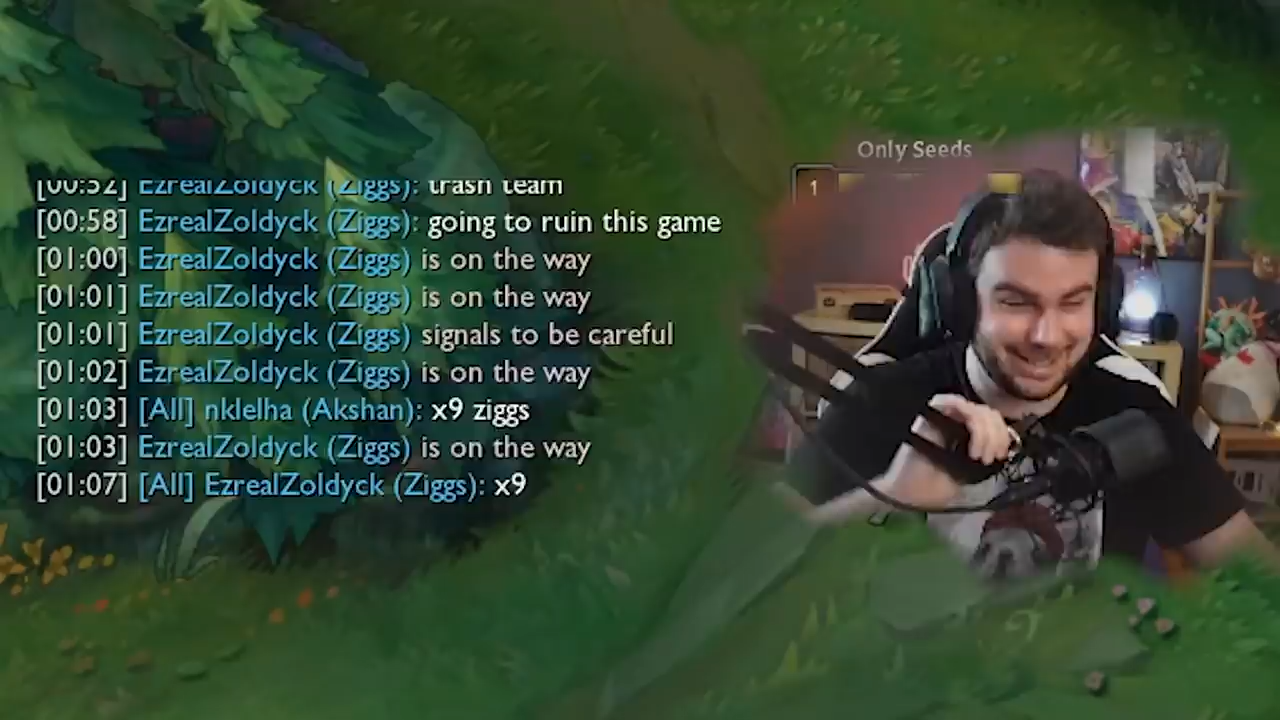 [00:52] EzrealZoldyck (Ziggs): trash team
[00:58] EzrealZoldyck (Ziggs): going to ruin this game
[01:00] EzrealZoldyck (Ziggs) is on the way
[01:01] EzrealZoldyck (Ziggs) is on the way
[01:01] EzrealZoldyck (Ziggs) signals to be careful
[01:02] EzrealZoldyck (Ziggs) is on the way
[01:03] [All] nklelha (Akshan): x9 ziggs
[01:03] EzrealZoldyck (Ziggs) is on the way
[01:07] [All] EzrealZoldyck (Ziggs): x9
Only Seeds
1